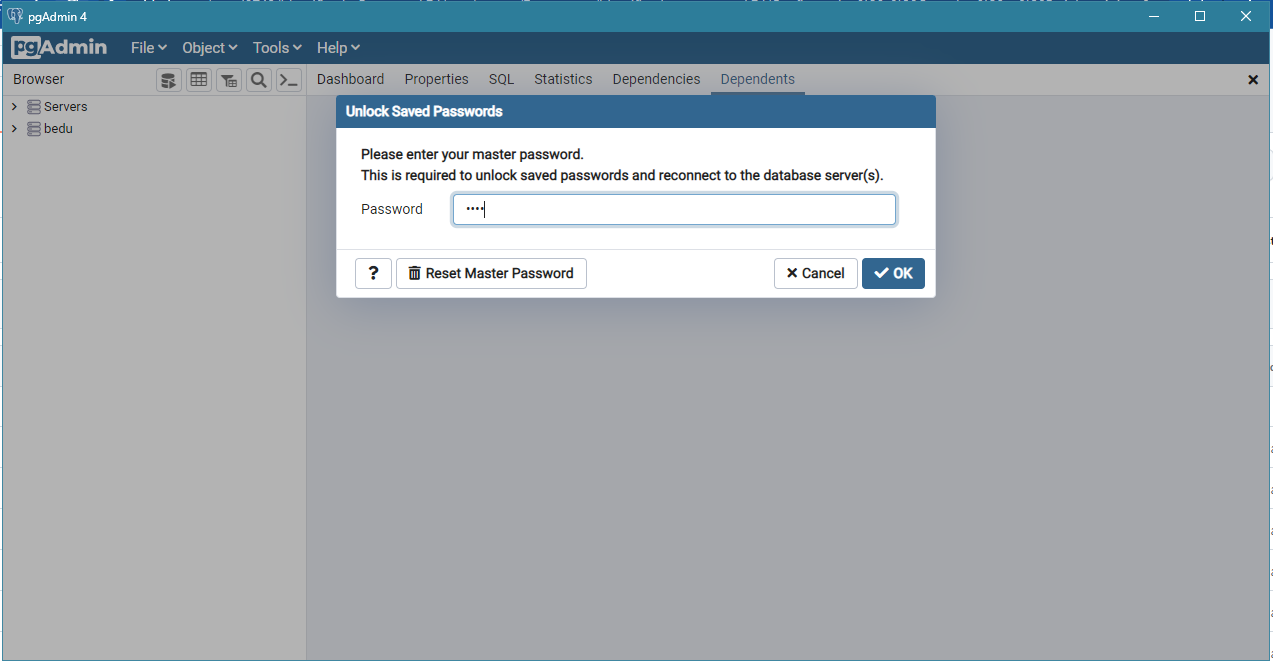 pgAdmin 4
pgAdmin File Object Tools Help
Browser Dashboard Properties SQL Statistics Dependencies Dependents
Servers
bedu
Unlock Saved Passwords
Please enter your master password.
This is required to unlock saved passwords and reconnect to the database server(s).
Password ••••
? Reset Master Password Cancel OK